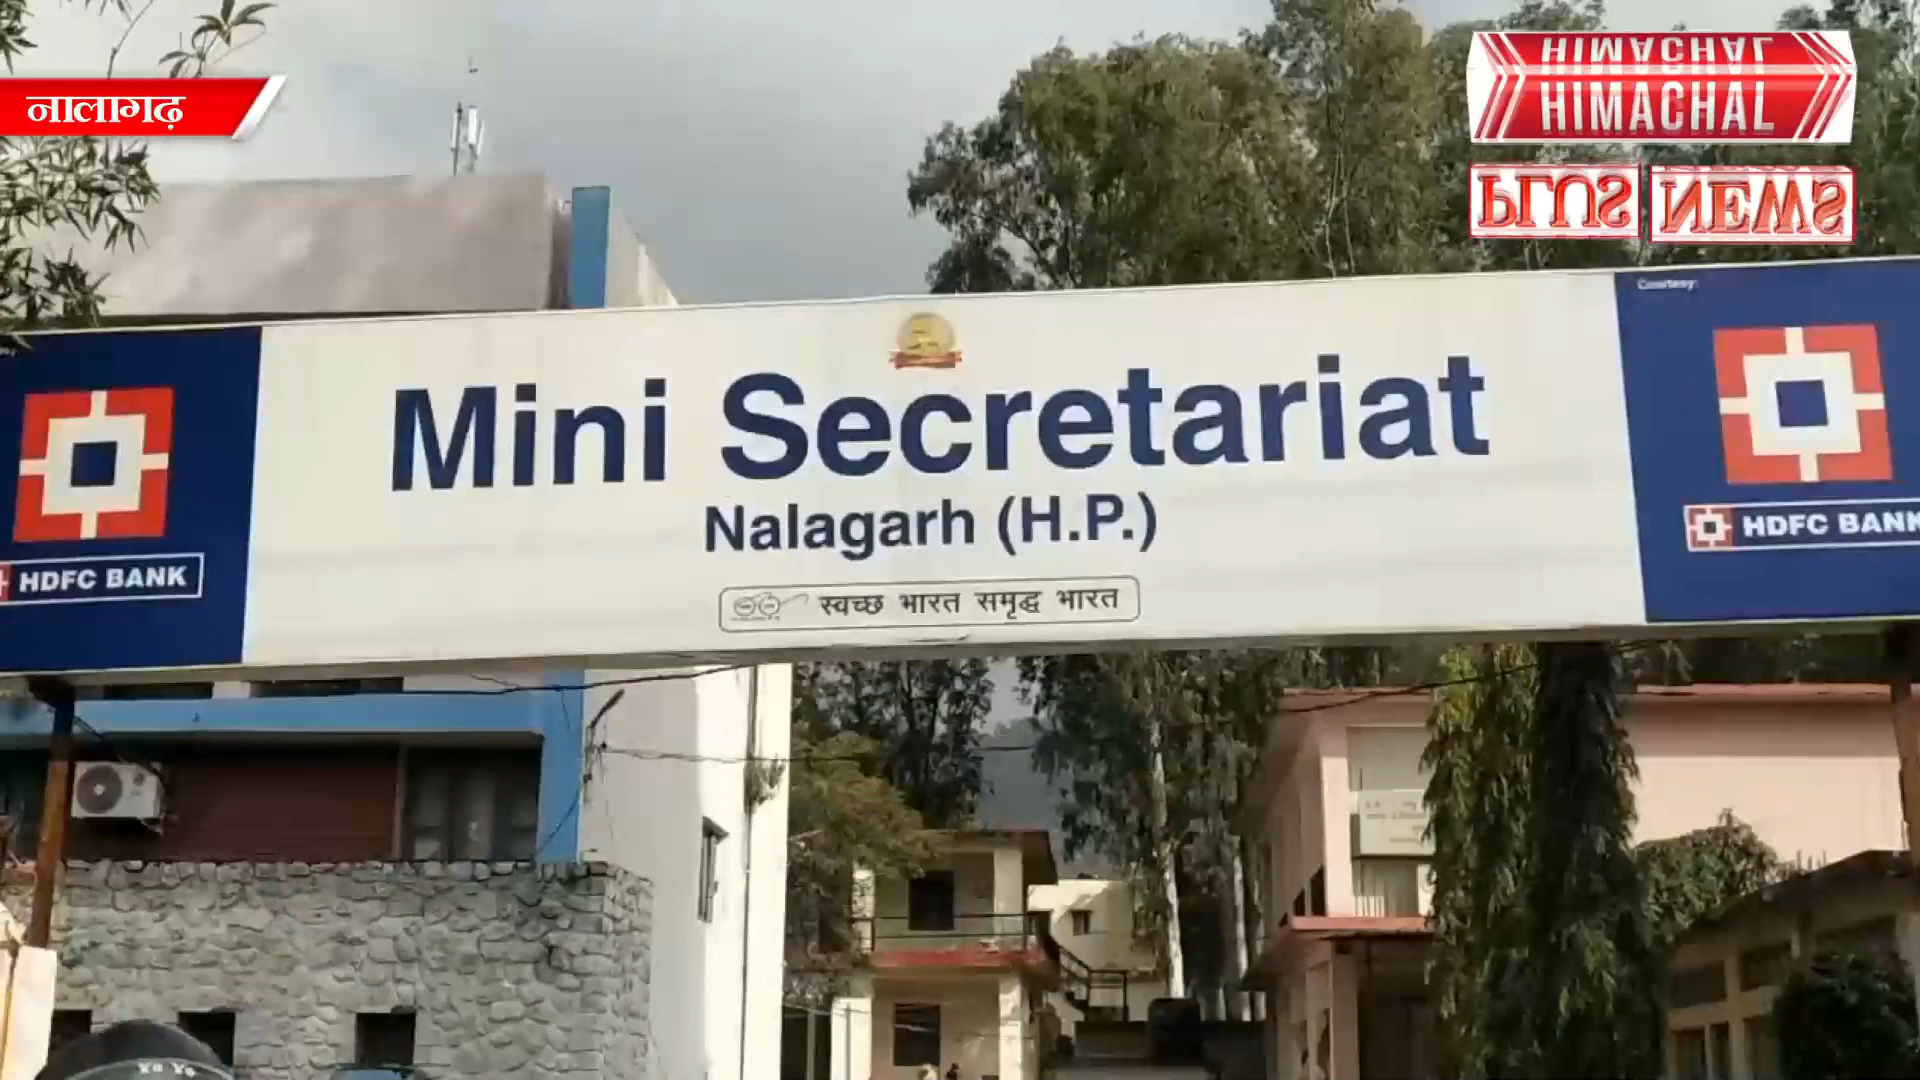 नालागढ़
HIMACHAL
HIMACHAL
PLUS NEWS
Courtesy:
Mini Secretariat
Nalagarh (H.P.)
स्वच्छ भारत समृद्ध भारत
HDFC BANK
HDFC BANK